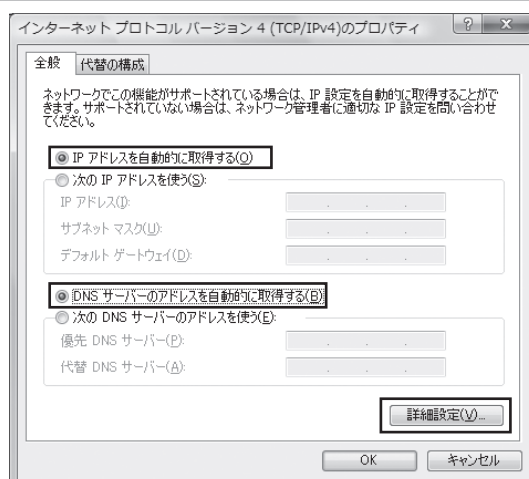 インターネット プロトコル バージョン 4 (TCP/IPv4)のプロパティ
全般
代替の構成
ネットワークでこの機能がサポートされている場合は、IP 設定を自動的に取得することがで
きます。サポートされていない場合は、ネットワーク管理者に適切な IP 設定を問い合わせ
てください。
IP アドレスを自動的に取得する(O)
次の IP アドレスを使う(S):
IP アドレス(I):
サブネット マスク(U):
デフォルト ゲートウェイ(D):
DNS サーバーのアドレスを自動的に取得する(B)
次の DNS サーバーのアドレスを使う(E):
優先 DNS サーバー(P):
代替 DNS サーバー(A):
詳細設定(V)...
OK
キャンセル